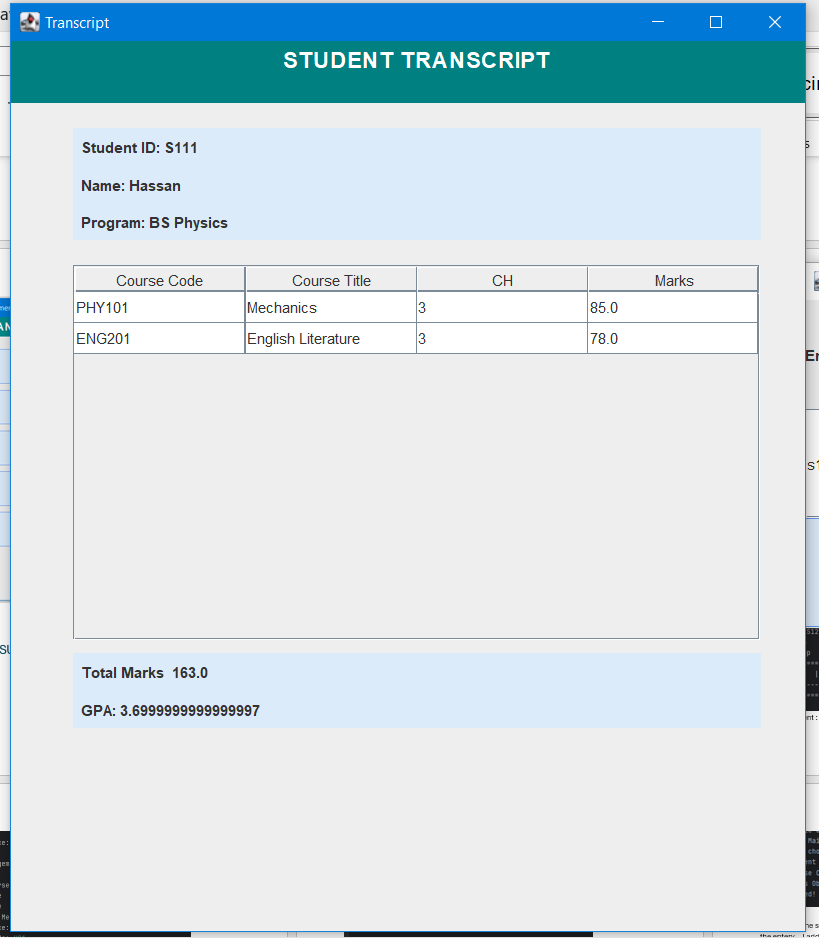 Transcript
STUDENT TRANSCRIPT
Student ID: S111
Name: Hassan
Program: BS Physics
Course Code Course Title CH Marks
PHY101 Mechanics 3 85.0
ENG201 English Literature 3 78.0
Total Marks 163.0
GPA: 3.6999999999999997